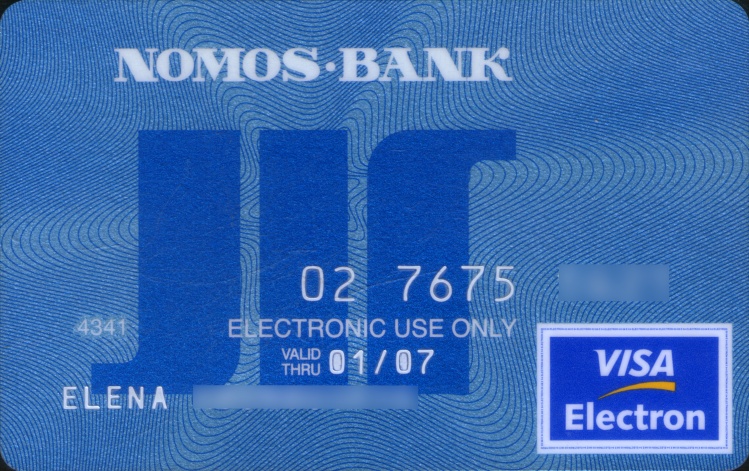 NOMOS·BANK
02 7675
4341 ELECTRONIC USE ONLY
VALID THRU 01/07
ELENA
VISA
Electron